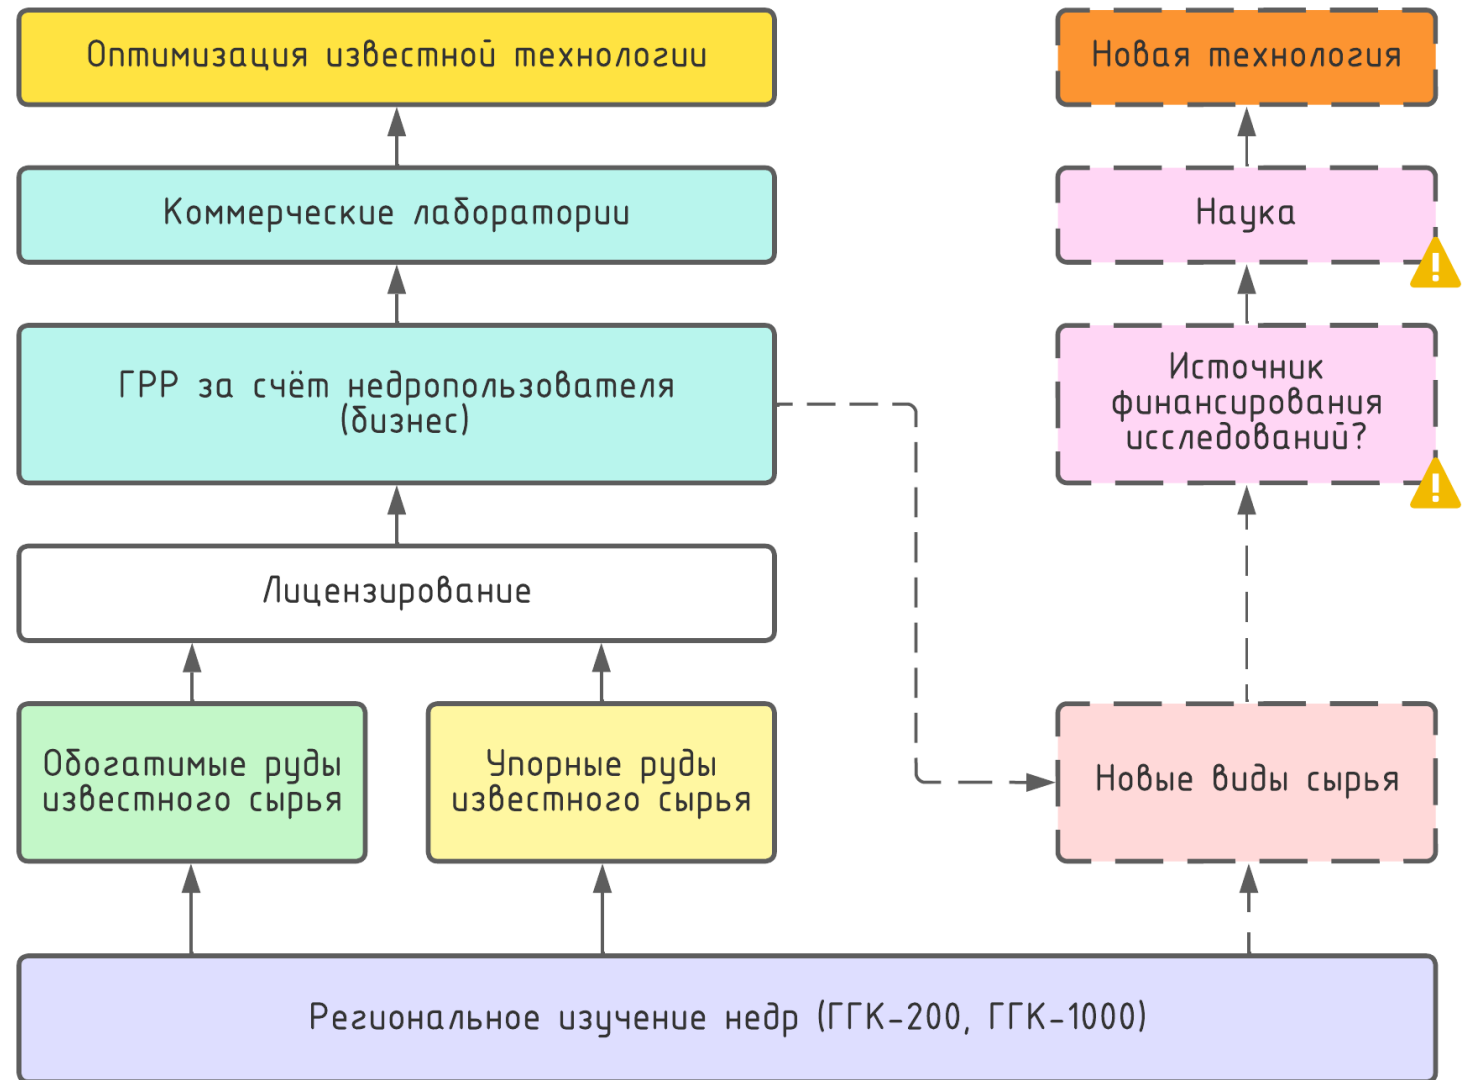 Оптимизация известной технологии
Новая технология
Коммерческие лаборатории
Наука
ГРР за счёт недропользователя
(бизнес)
Источник
финансирования
исследований?
Лицензирование
Обогатимые руды
известного сырья
Упорные руды
известного сырья
Новые виды сырья
Региональное изучение недр (ГГК-200, ГГК-1000)